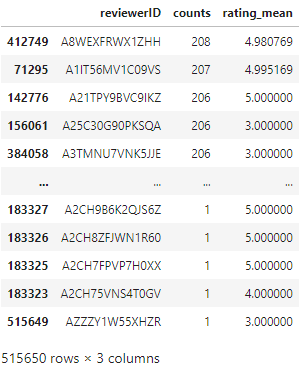 reviewerID counts rating_mean
412749 A8WEXFRWX1ZHH 208 4.980769
71295 A1IT56MV1C09VS 207 4.995169
142776 A21TPY9BVC9IKZ 206 5.000000
156061 A25C30G90PKSQA 206 3.000000
384058 A3TMNU7VNK5JJE 206 3.000000
... ... ... ...
183327 A2CH9B6K2QJS6Z 1 5.000000
183326 A2CH8ZFJWN1R60 1 5.000000
183325 A2CH7FPVP7H0XX 1 5.000000
183323 A2CH75VNS4T0GV 1 4.000000
515649 AZZZY1W55XHZR 1 3.000000
515650 rows × 3 columns